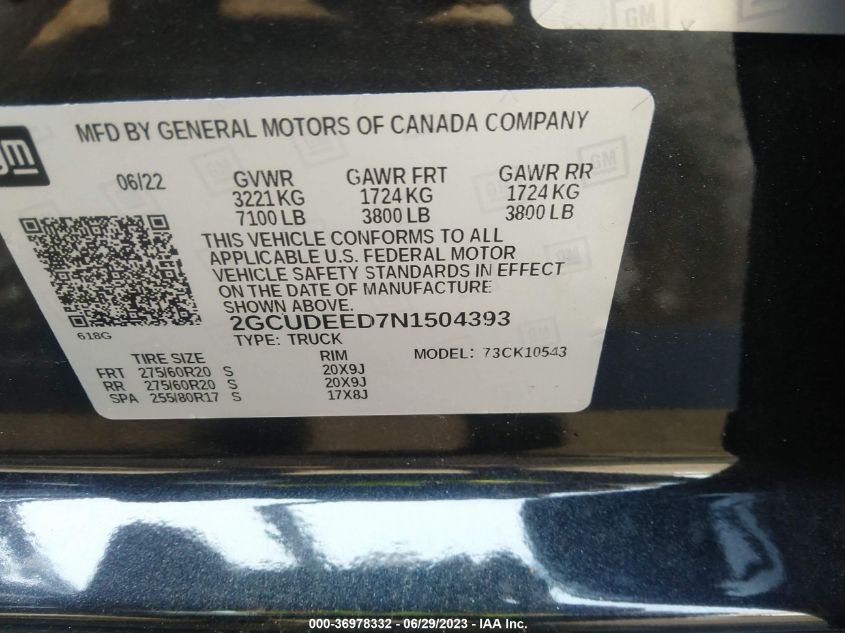 GM
gm
MFD BY GENERAL MOTORS OF CANADA COMPANY
06/22 GVWR GAWR FRT GAWR RR
3221 KG 1724 KG 1724 KG
7100 LB 3800 LB 3800 LB
THIS VEHICLE CONFORMS TO ALL
APPLICABLE U.S. FEDERAL MOTOR
VEHICLE SAFETY STANDARDS IN EFFECT
ON THE DATE OF MANUFACTURE
SHOWN ABOVE.
618G
2GCUDEED7N1504393
TYPE: TRUCK
TIRE SIZE RIM MODEL: 73CK10543
FRT 275/60R20 S 20X9J
RR 275/60R20 S 20X9J
SPA 255/80R17 S 17X8J
000-36978332 - 06/29/2023 - IAA Inc.